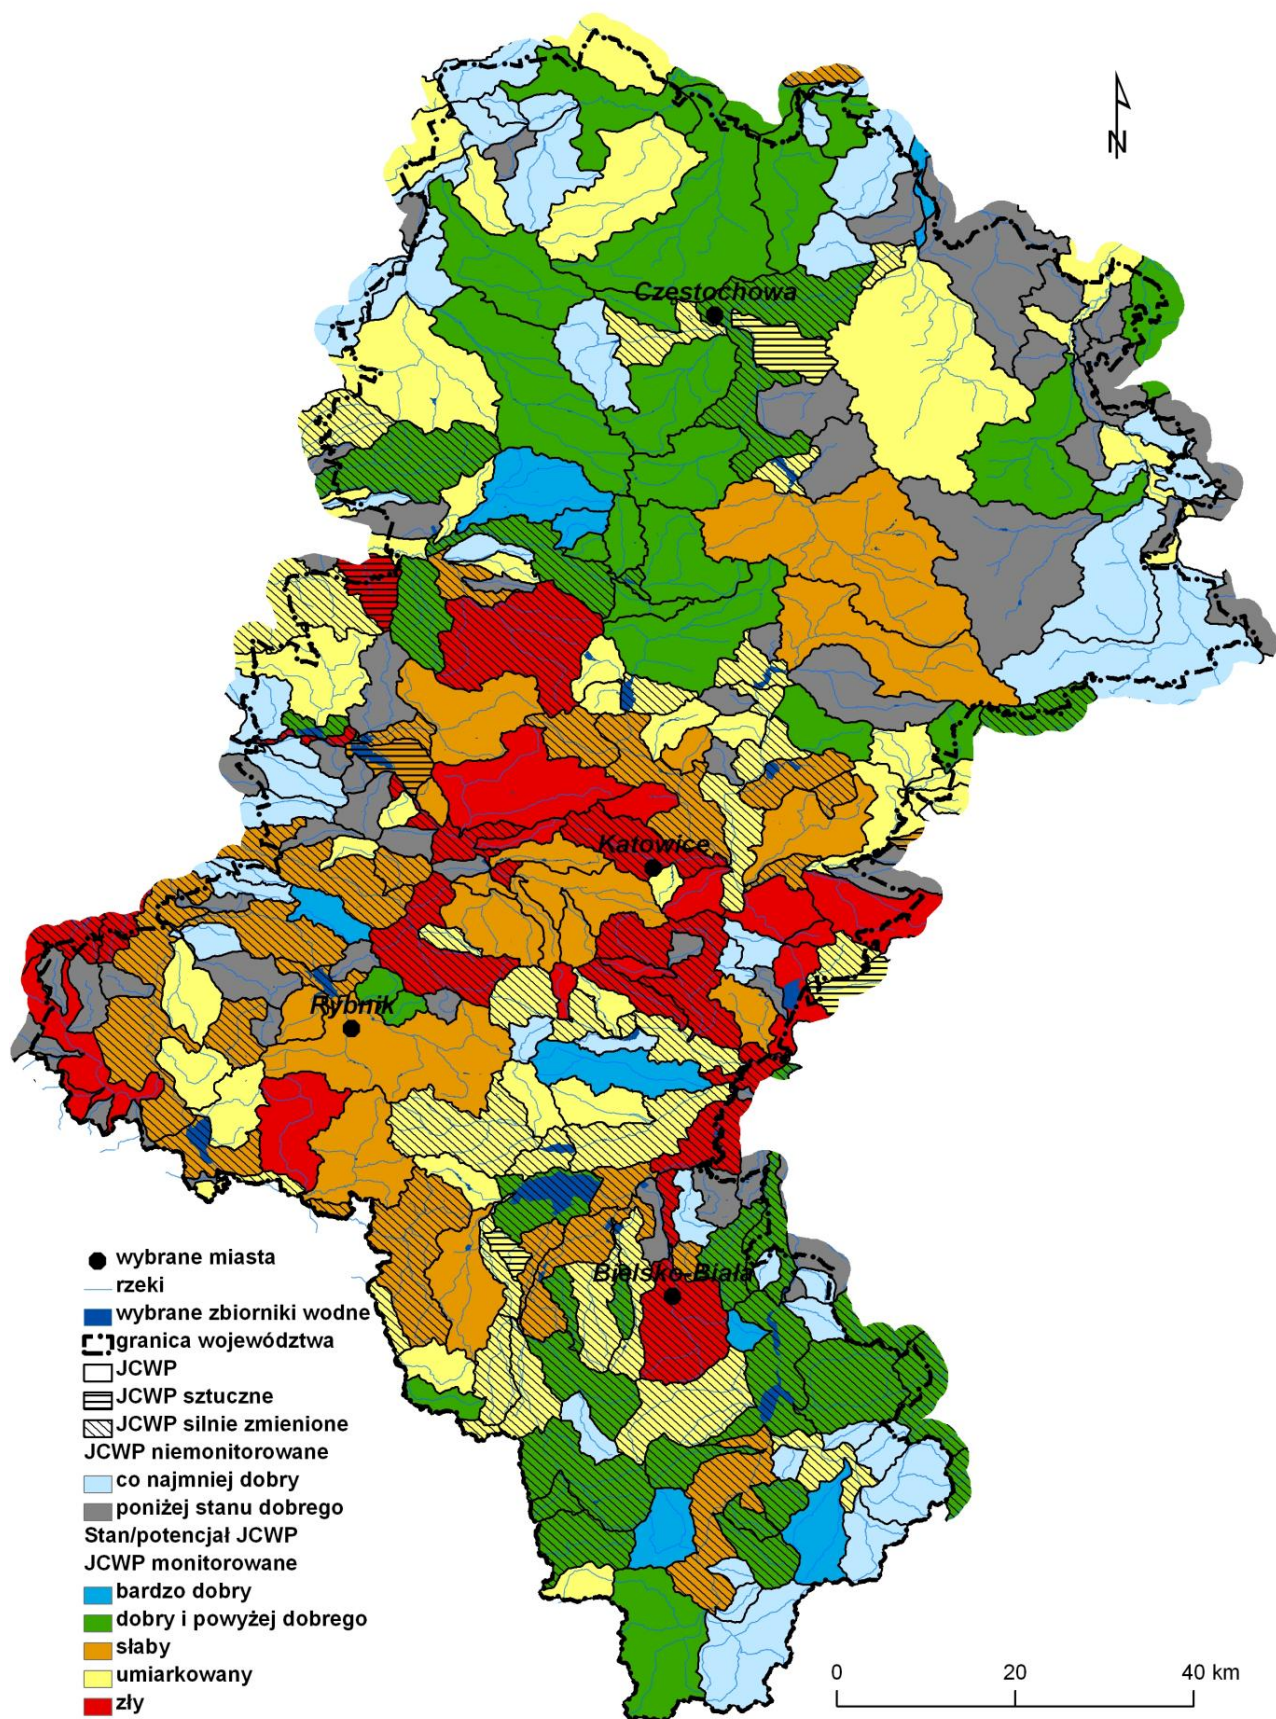 N
Częstochowa
Katowice
Rybnik
Bielsko-Biała
wybrane miasta
rzeki
wybrane zbiorniki wodne
granica województwa
JCWP
JCWP sztuczne
JCWP silnie zmienione
JCWP niemonitorowane
co najmniej dobry
poniżej stanu dobrego
Stan/potencjał JCWP
JCWP monitorowane
bardzo dobry
dobry i powyżej dobrego
słaby
umiarkowany
zły
0 20 40 km